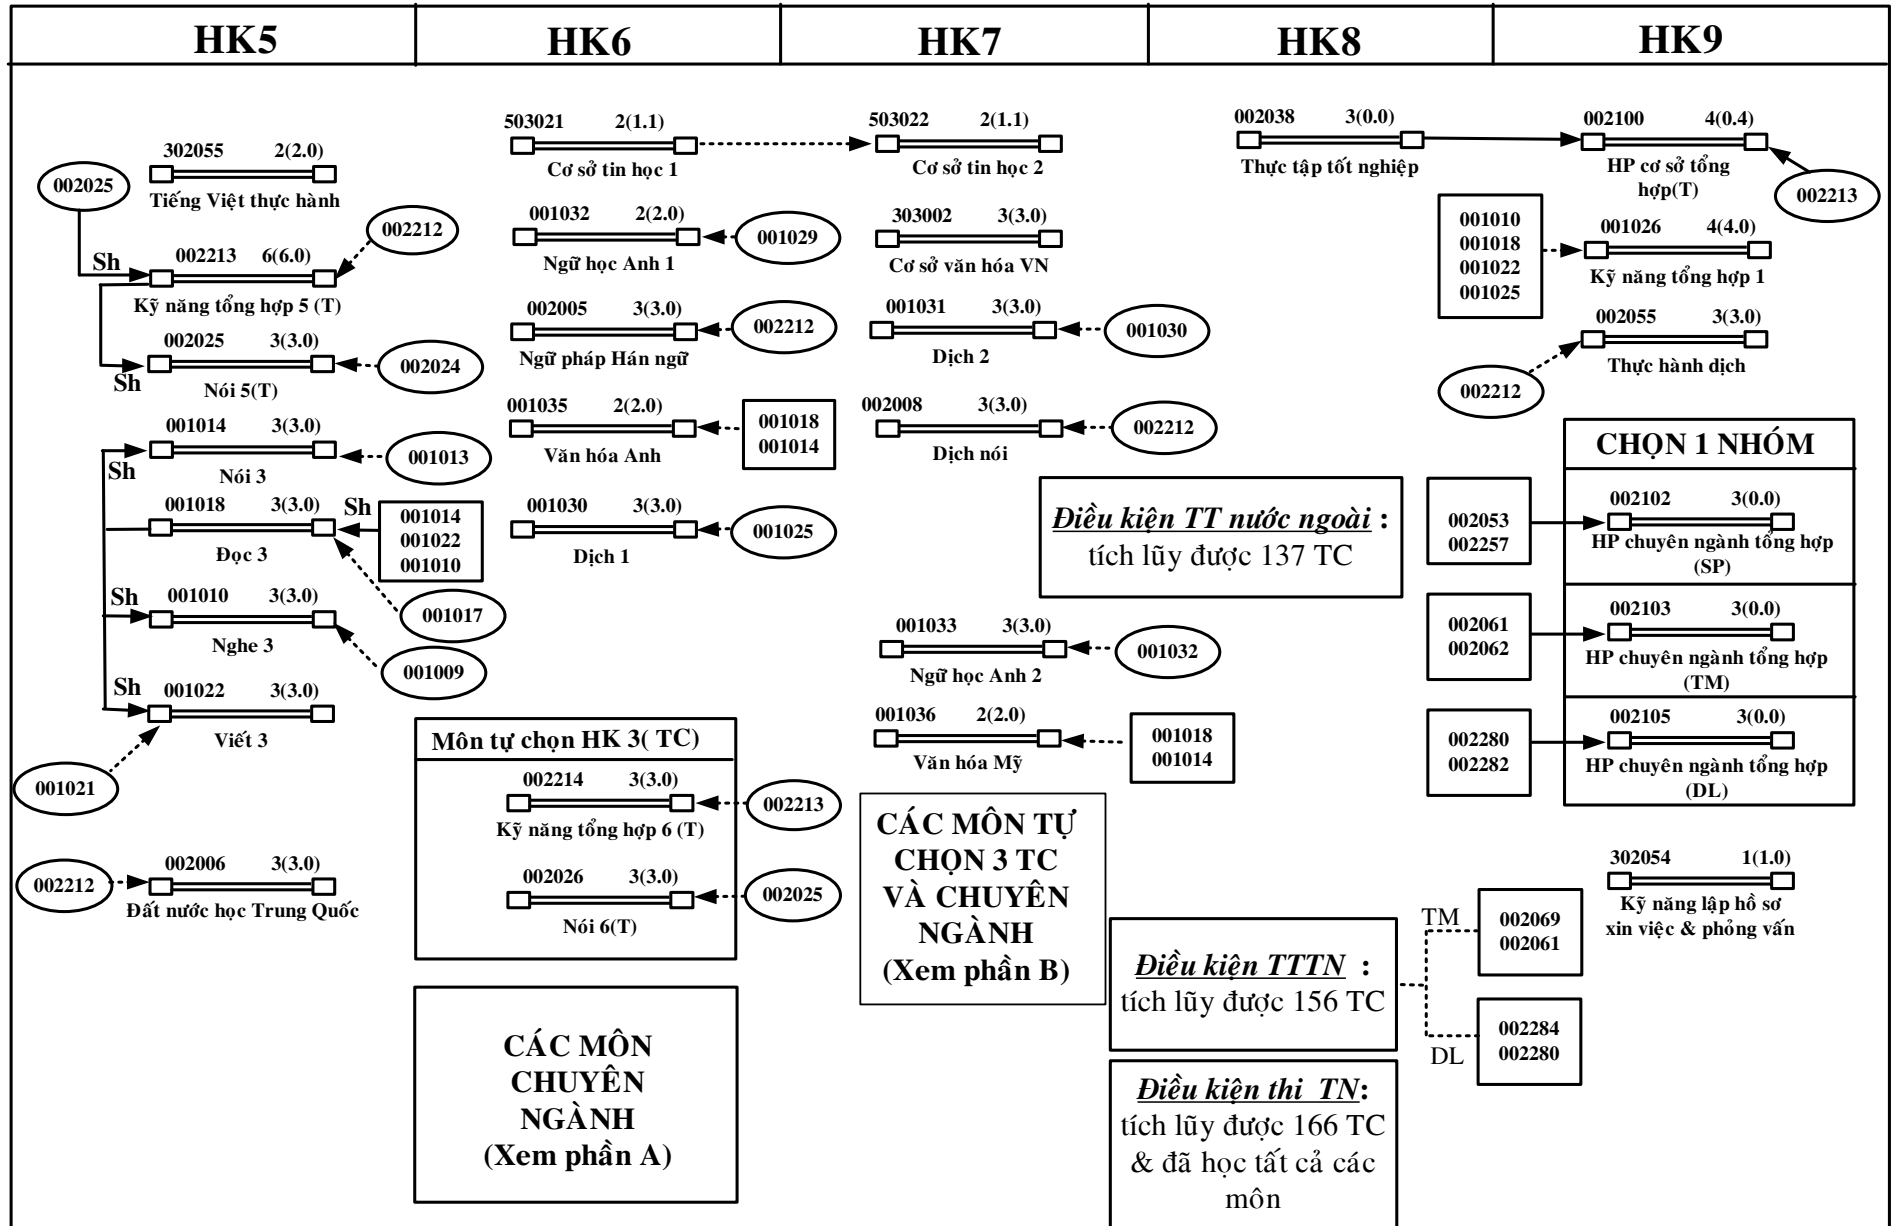 HK5
HK6
HK7
HK8
HK9
302055 2(2.0)
Tiếng Việt thực hành
002025
002212
Sh
002213 6(6.0)
Kỹ năng tổng hợp 5 (T)
Sh
002025 3(3.0)
Nói 5(T)
002024
Sh
001014 3(3.0)
Nói 3
001013
001018 3(3.0)
Đọc 3
Sh
001014
001022
001010
001017
Sh
001010 3(3.0)
Nghe 3
001009
Sh
001022 3(3.0)
Viết 3
001021
002212
002006 3(3.0)
Đất nước học Trung Quốc
503021 2(1.1)
Cơ sở tin học 1
001032 2(2.0)
Ngữ học Anh 1
001029
002005 3(3.0)
Ngữ pháp Hán ngữ
002212
001035 2(2.0)
Văn hóa Anh
001018
001014
001030 3(3.0)
Dịch 1
001025
Môn tự chọn HK 3( TC)
002214 3(3.0)
Kỹ năng tổng hợp 6 (T)
002213
002026 3(3.0)
Nói 6(T)
002025
CÁC MÔN
CHUYÊN
NGÀNH
(Xem phần A)
503022 2(1.1)
Cơ sở tin học 2
303002 3(3.0)
Cơ sở văn hóa VN
001031 3(3.0)
Dịch 2
001030
002008 3(3.0)
Dịch nói
002212
001033 3(3.0)
Ngữ học Anh 2
001032
001036 2(2.0)
Văn hóa Mỹ
001018
001014
CÁC MÔN TỰ
CHỌN 3 TC
VÀ CHUYÊN
NGÀNH
(Xem phần B)
002038 3(0.0)
Thực tập tốt nghiệp
Điều kiện TT nước ngoài :
tích lũy được 137 TC
Điều kiện TTTN :
tích lũy được 156 TC
TM
002069
002061
DL
002284
002280
Điều kiện thi TN:
tích lũy được 166 TC
& đã học tất cả các
môn
002100 4(0.4)
HP cơ sở tổng
hợp(T)
002213
001010
001018
001022
001025
001026 4(4.0)
Kỹ năng tổng hợp 1
002055 3(3.0)
Thực hành dịch
002212
CHỌN 1 NHÓM
002053
002257
002102 3(0.0)
HP chuyên ngành tổng hợp
(SP)
002061
002062
002103 3(0.0)
HP chuyên ngành tổng hợp
(TM)
002280
002282
002105 3(0.0)
HP chuyên ngành tổng hợp
(DL)
302054 1(1.0)
Kỹ năng lập hồ sơ
xin việc & phỏng vấn